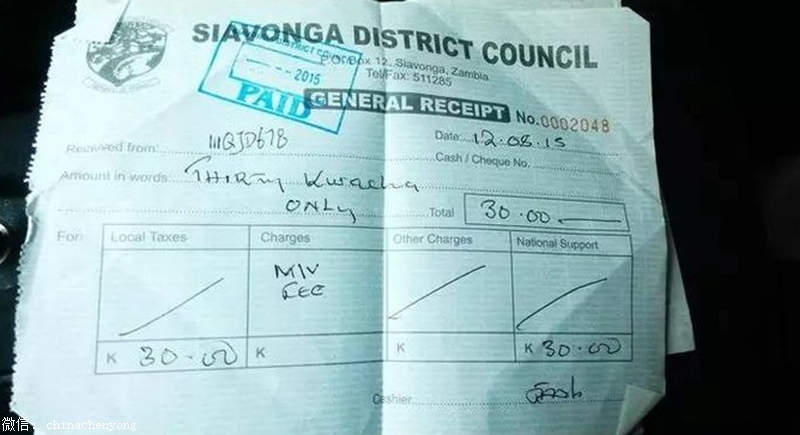 SIAVONGA DISTRICT COUNCIL
P.O. Box 12, Siavonga, Zambia
Tel/Fax: 511285
DISTRICT COUNCIL
2015
PAID
GENERAL RECEIPT No.0002048
Date: 12.08.15
Received from:
Cash / Cheque No.
Amount in words: THIRTY KWACHA
ONLY Total 30.00
For: Local Taxes Charges Other Charges National Support
M/V
FEE
K 30.00 K K K 30.00
Cashier
微信: chinachenyong